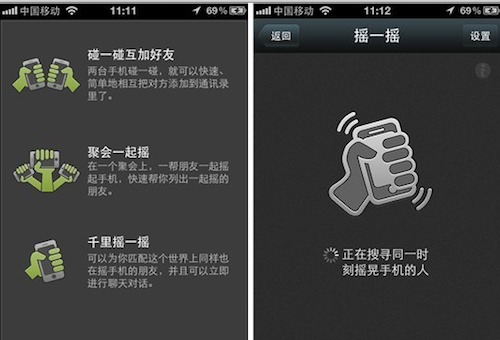 中国移动
11:11
69%
碰一碰互加好友
两台手机碰一碰，就可以快速、
简单地相互把对方添加到通讯录
里了。
聚会一起摇
在一个聚会上，一帮朋友一起摇
起手机，快速帮你列出一起摇的
朋友。
千里摇一摇
可以为你匹配这个世界上同样也
在摇手机的朋友，并且可以立即
进行聊天对话。
中国移动
11:12
69%
返回
摇一摇
设置
正在搜寻同一时
刻摇晃手机的人